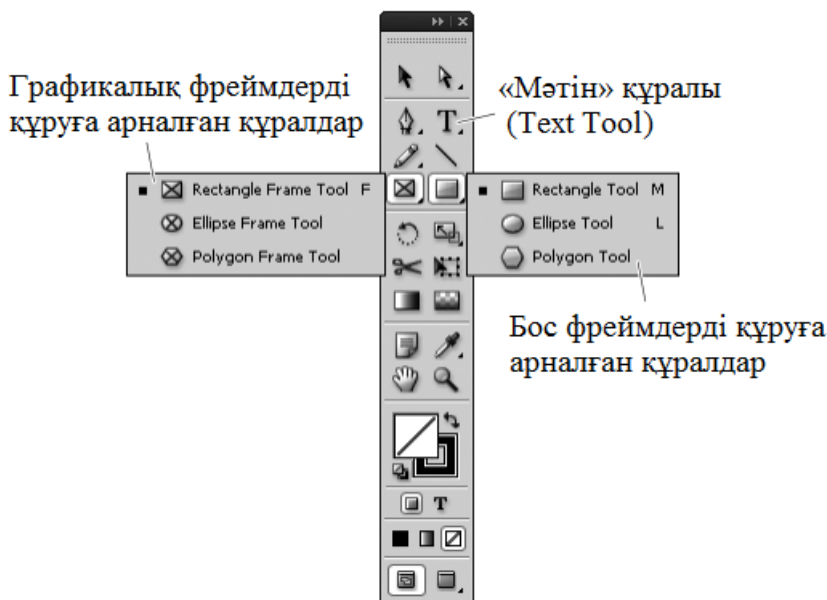 Графикалық фреймдерді
құруға арналған құралдар
«Мәтін» құралы
(Text Tool)
T
Rectangle Frame Tool F
Ellipse Frame Tool
Polygon Frame Tool
Rectangle Tool M
Ellipse Tool L
Polygon Tool
Бос фреймдерді құруға
арналған құралдар
T